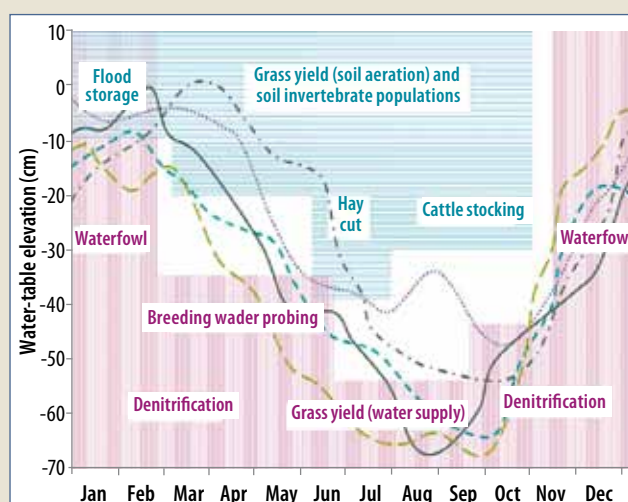 10
0
-10
-20
-30
-40
-50
-60
-70
Water-table elevation (cm)
Flood
storage
Grass yield (soil aeration) and
soil invertebrate populations
Hay
cut
Cattle stocking
Waterfowl
Waterfow
Breeding wader probing
Denitrification
Grass yield (water supply)
Denitrification
Jan Feb Mar Apr May Jun Jul Aug Sep Oct Nov Dec